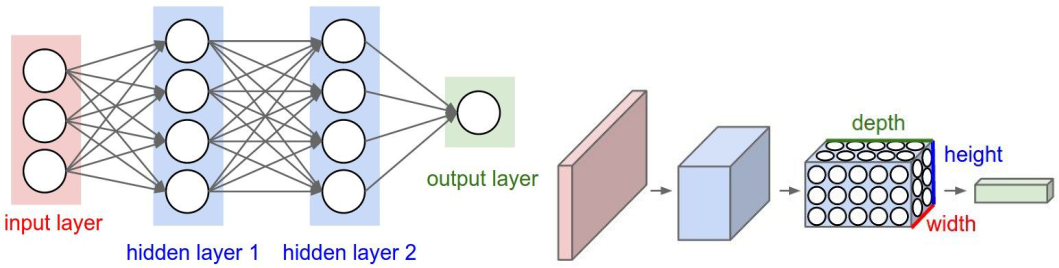 input layer
hidden layer 1
hidden layer 2
output layer
depth
height
width